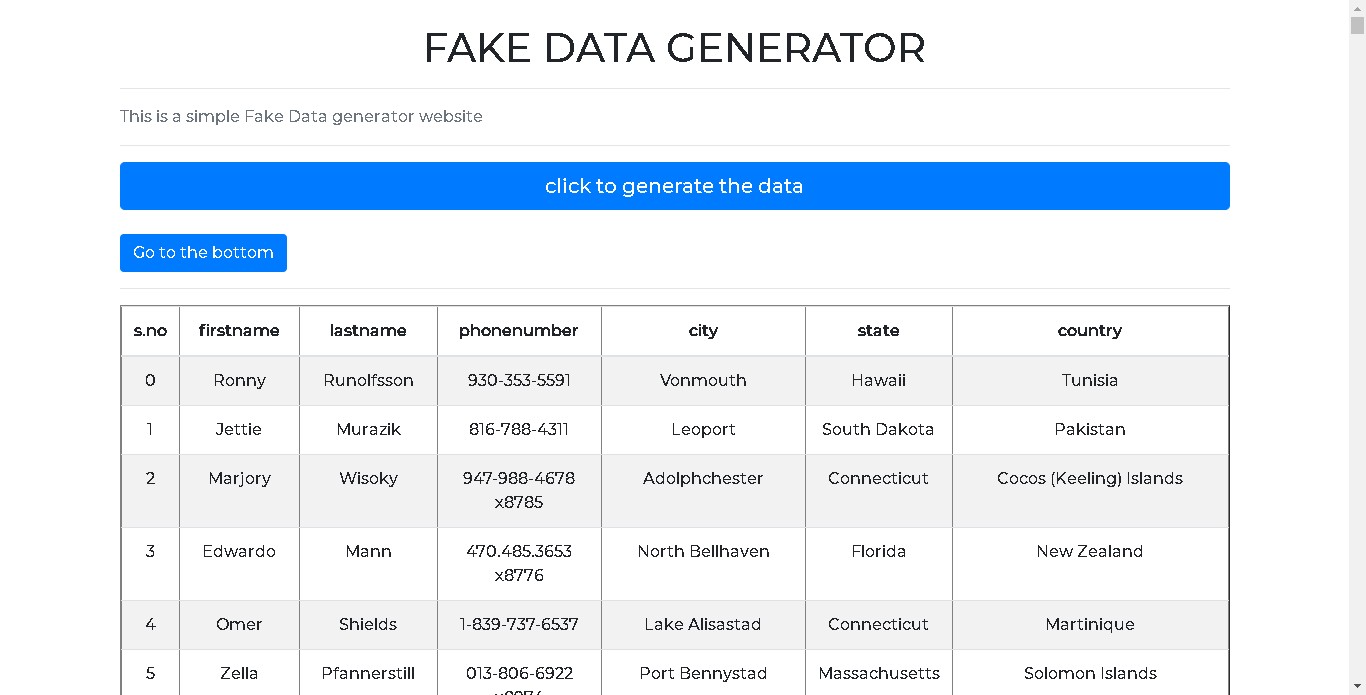 FAKE DATA GENERATOR
This is a simple Fake Data generator website
click to generate the data
Go to the bottom
s.no firstname lastname phonenumber city state country
0 Ronny Runolfsson 930-353-5591 Vonmouth Hawaii Tunisia
1 Jettie Murazik 816-788-4311 Leoport South Dakota Pakistan
2 Marjory Wisoky 947-988-4678 Adolphchester Connecticut Cocos (Keeling) Islands
x8785
3 Edwardo Mann 470.485.3653 North Bellhaven Florida New Zealand
x8776
4 Omer Shields 1-839-737-6537 Lake Alisastad Connecticut Martinique
5 Zella Pfannerstill 013-806-6922 Port Bennystad Massachusetts Solomon Islands